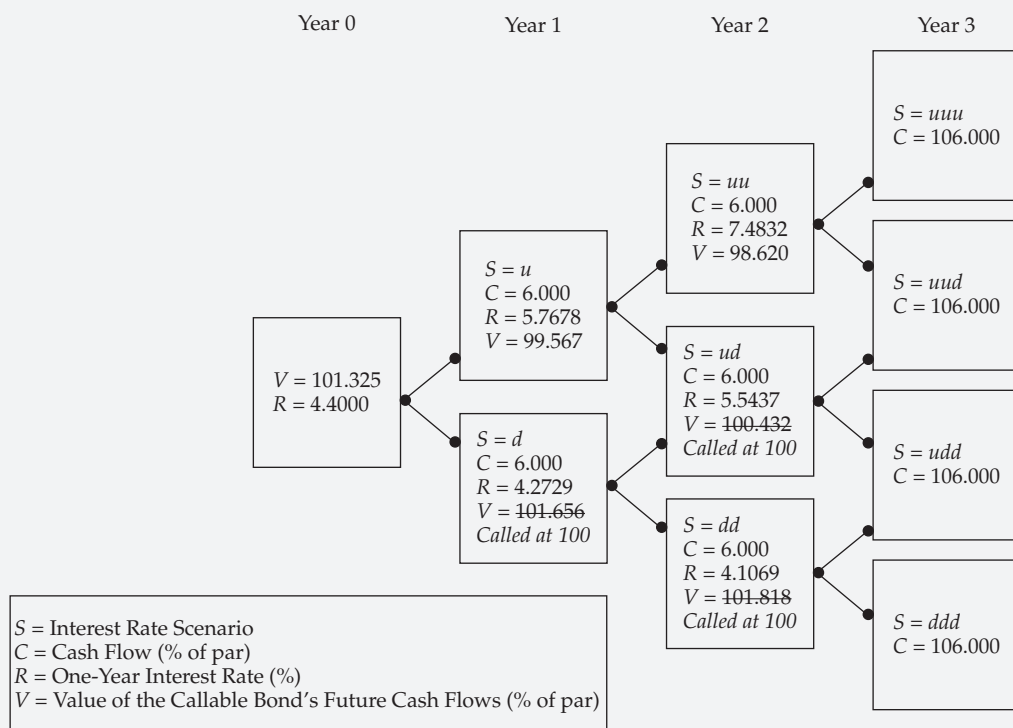 Year 0
Year 1
Year 2
Year 3
V = 101.325
R = 4.4000
S = u
C = 6.000
R = 5.7678
V = 99.567
S = d
C = 6.000
R = 4.2729
V = 101.656
Called at 100
S = uu
C = 6.000
R = 7.4832
V = 98.620
S = ud
C = 6.000
R = 5.5437
V = 100.432
Called at 100
S = dd
C = 6.000
R = 4.1069
V = 101.818
Called at 100
S = uuu
C = 106.000
S = uud
C = 106.000
S = udd
C = 106.000
S = ddd
C = 106.000
S = Interest Rate Scenario
C = Cash Flow (% of par)
R = One-Year Interest Rate (%)
V = Value of the Callable Bond's Future Cash Flows (% of par)